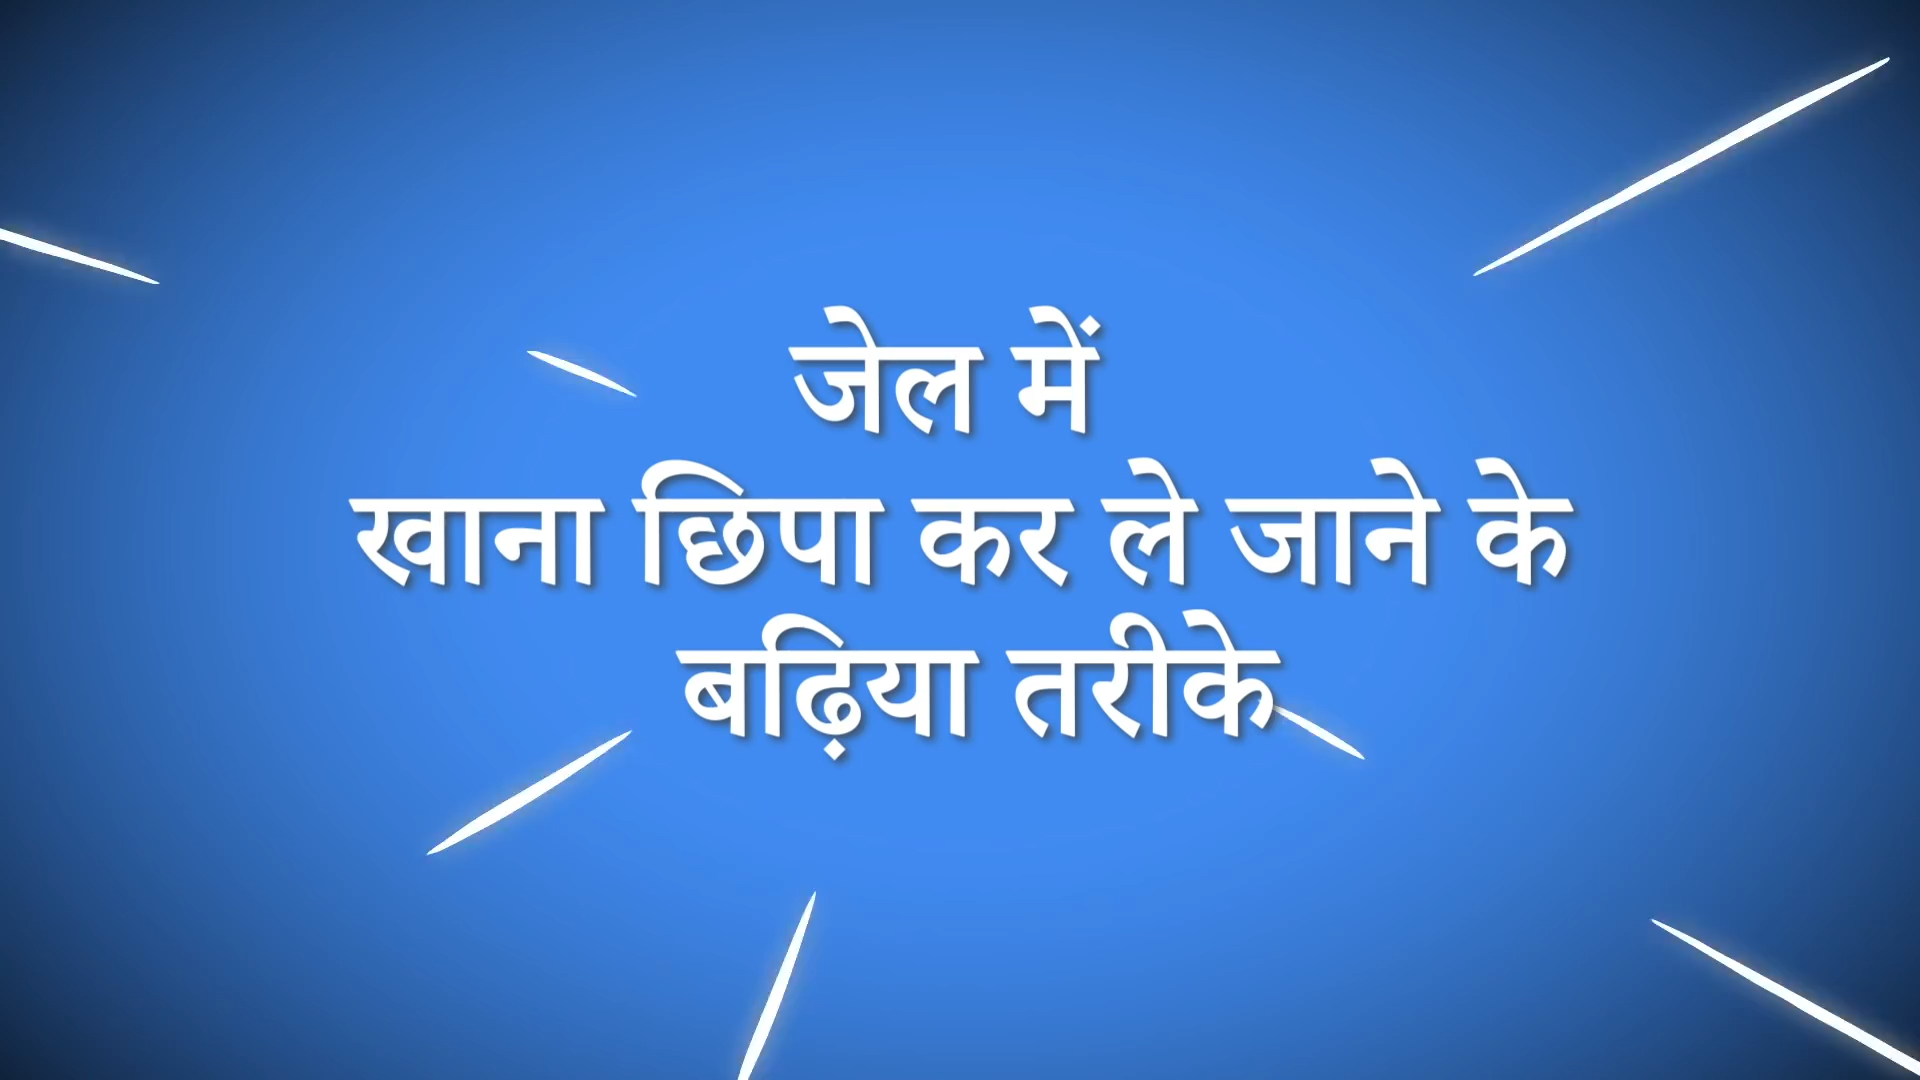 जेल में
खाना छिपा कर ले जाने के
बढ़िया तरीके